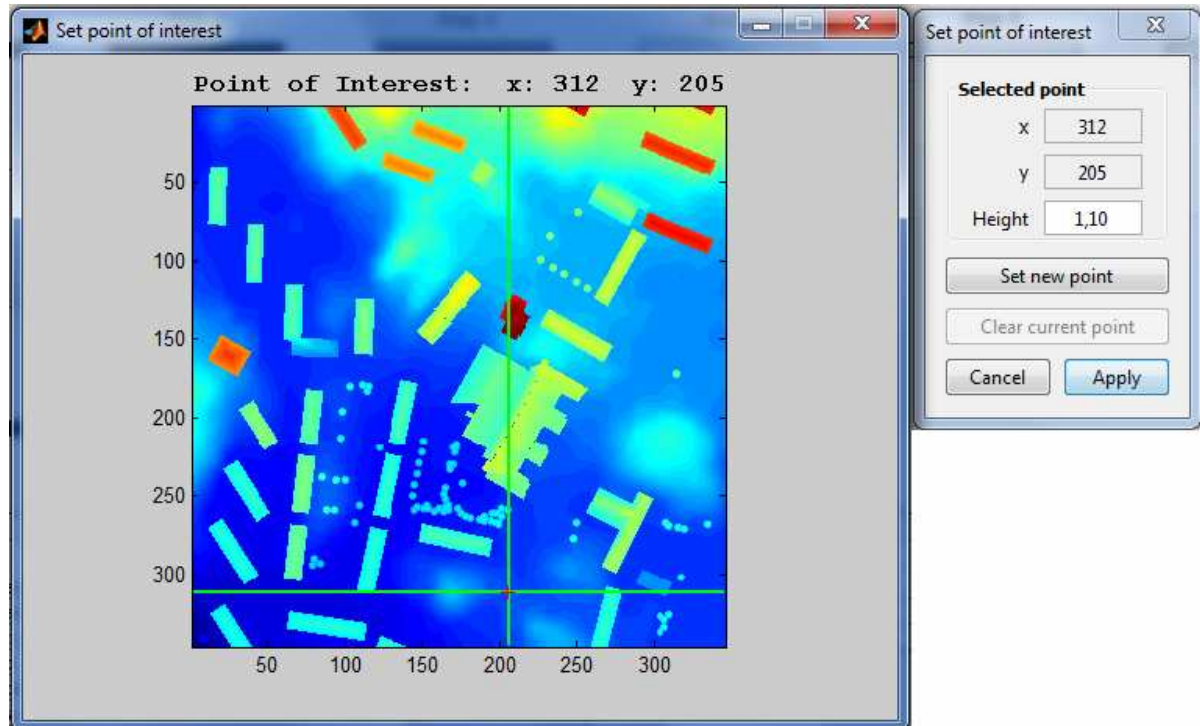 Set point of interest
Point of Interest: x: 312 y: 205
50
100
150
200
250
300
50 100 150 200 250 300
Set point of interest
Selected point
x 312
y 205
Height 1,10
Set new point
Clear current point
Cancel Apply